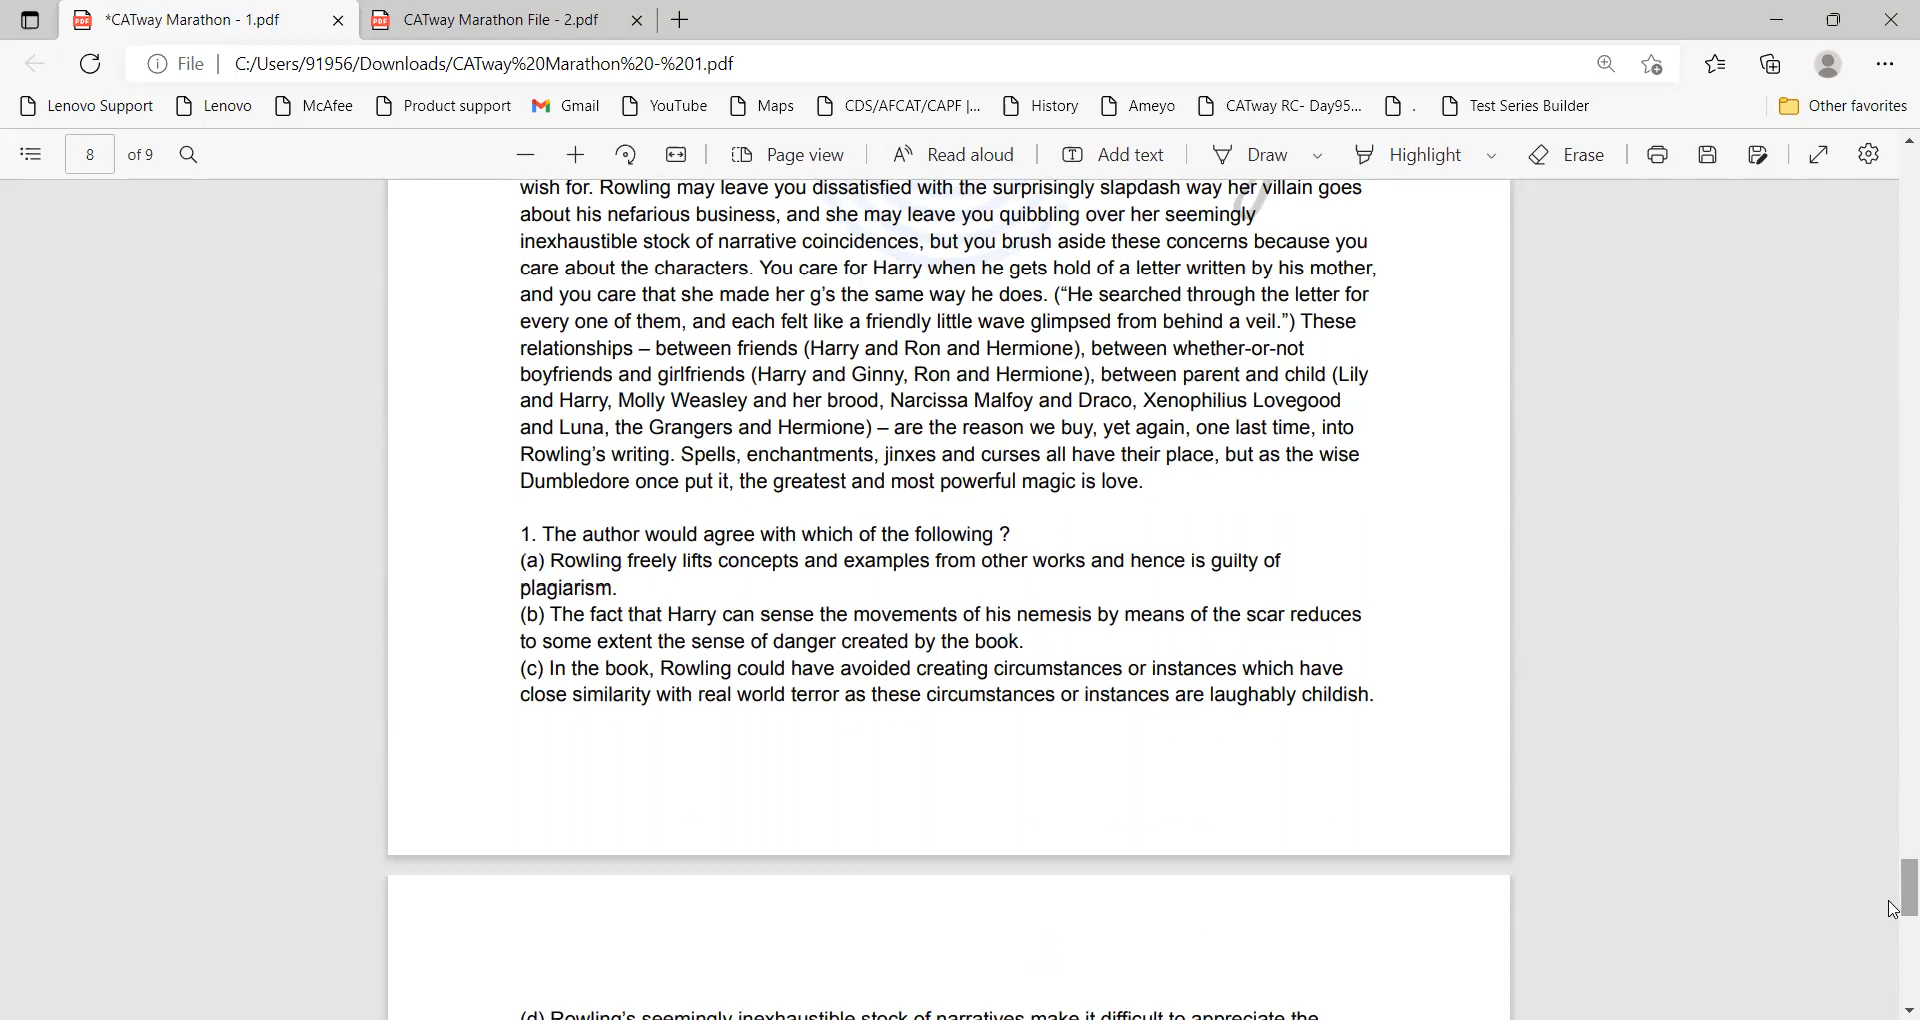 *CATway Marathon - 1.pdf
CATway Marathon File - 2.pdf
File
C:/Users/91956/Downloads/CATway%20Marathon%20-%201.pdf
Lenovo Support
Lenovo
McAfee
Product support
Gmail
YouTube
Maps
CDS/AFCAT/CAPF |...
History
Ameyo
CATway RC- Day95...
.
Test Series Builder
Other favorites
8 of 9
Page view
Read aloud
Add text
Draw
Highlight
Erase
wish for. Rowling may leave you dissatisfied with the surprisingly slapdash way her villain goes
about his nefarious business, and she may leave you quibbling over her seemingly
inexhaustible stock of narrative coincidences, but you brush aside these concerns because you
care about the characters. You care for Harry when he gets hold of a letter written by his mother,
and you care that she made her g’s the same way he does. (“He searched through the letter for
every one of them, and each felt like a friendly little wave glimpsed from behind a veil.”) These
relationships – between friends (Harry and Ron and Hermione), between whether-or-not
boyfriends and girlfriends (Harry and Ginny, Ron and Hermione), between parent and child (Lily
and Harry, Molly Weasley and her brood, Narcissa Malfoy and Draco, Xenophilius Lovegood
and Luna, the Grangers and Hermione) – are the reason we buy, yet again, one last time, into
Rowling’s writing. Spells, enchantments, jinxes and curses all have their place, but as the wise
Dumbledore once put it, the greatest and most powerful magic is love.
1. The author would agree with which of the following ?
(a) Rowling freely lifts concepts and examples from other works and hence is guilty of
plagiarism.
(b) The fact that Harry can sense the movements of his nemesis by means of the scar reduces
to some extent the sense of danger created by the book.
(c) In the book, Rowling could have avoided creating circumstances or instances which have
close similarity with real world terror as these circumstances or instances are laughably childish.
(d) Rowling’s seemingly inexhaustible stock of narratives make it difficult to appreciate the